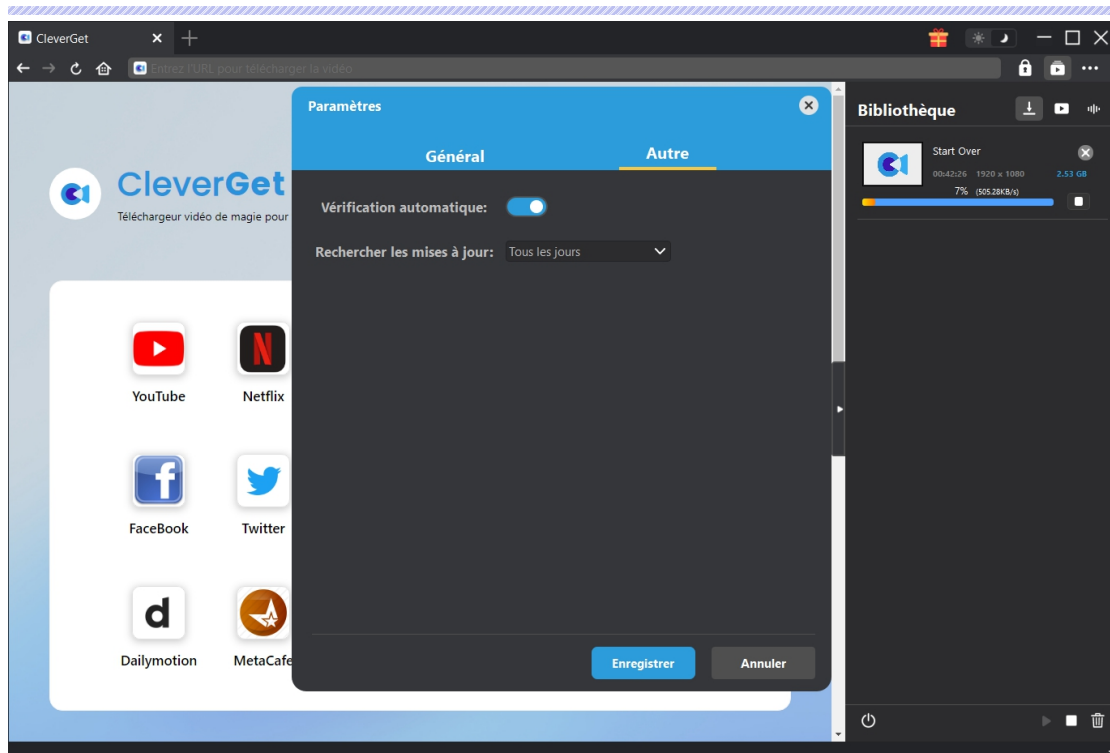 CleverGet
Entrez l'URL pour télécharger la vidéo
Paramètres
Général
Autre
Vérification automatique:
Rechercher les mises à jour: Tous les jours
Enregistrer
Annuler
CleverGet
Téléchargeur vidéo de magie pour
YouTube
Netflix
FaceBook
Twitter
Dailymotion
MetaCafe
Bibliothèque
Start Over
00:42:26 1920 x 1080 2.53 GB
7% (505.28KB/s)